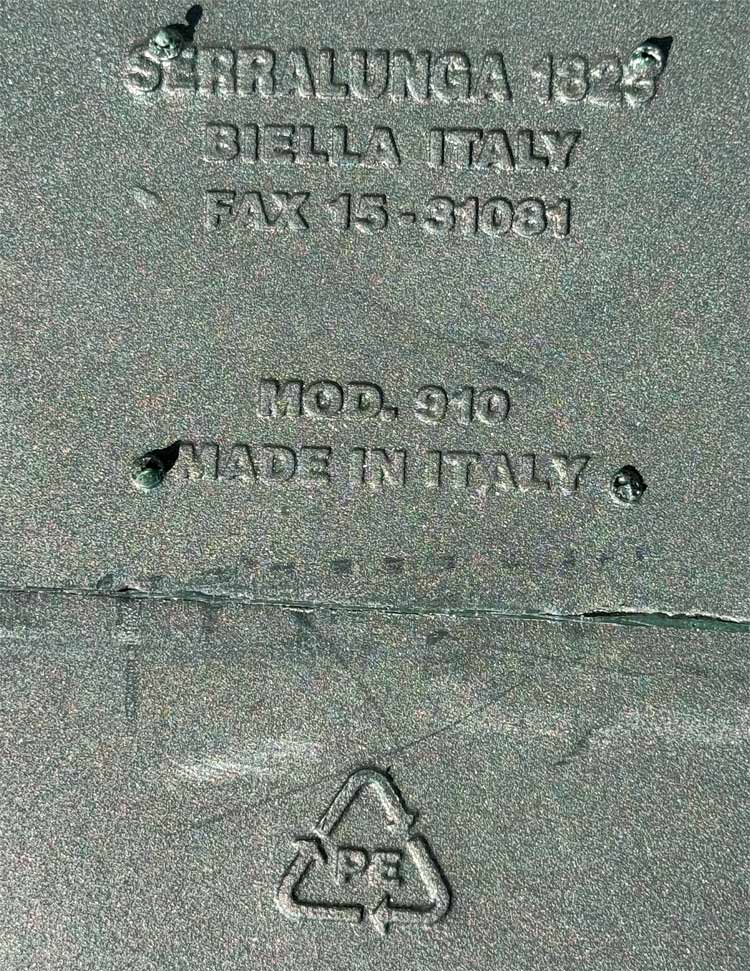 SERRALUNGA 1825
BIELLA ITALY
FAX 15-31081
MOD. 910
MADE IN ITALY
PE